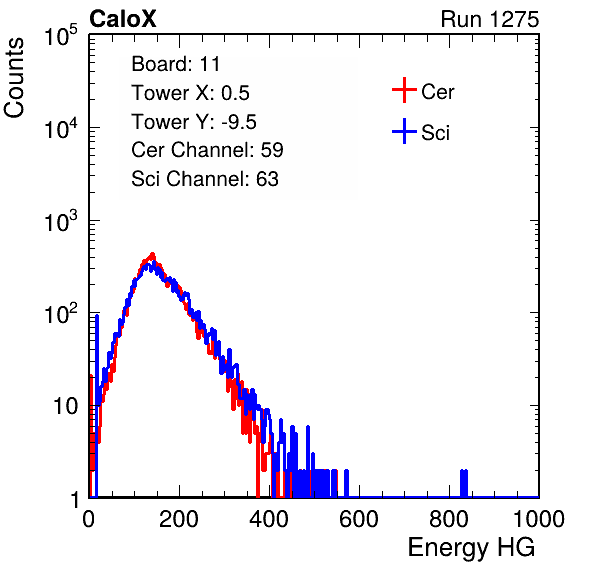 CaloX Run 1275
Board: 11
Tower X: 0.5
Tower Y: -9.5
Cer Channel: 59
Sci Channel: 63
Cer
Sci
Counts
10^5
10^4
10^3
10^2
10
1
0 200 400 600 800 1000
Energy HG